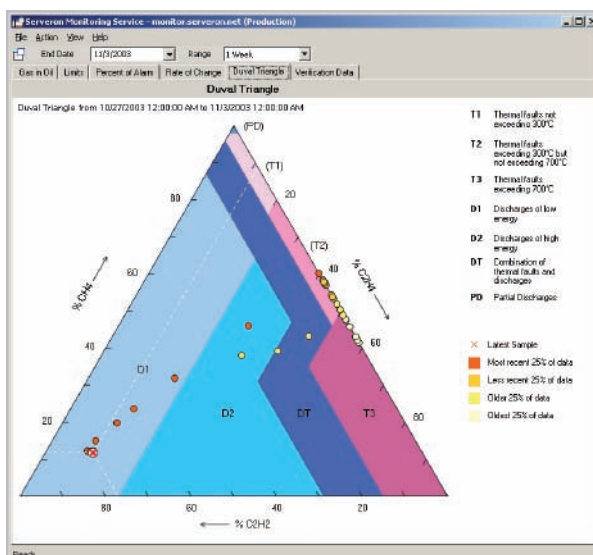 Serveron Monitoring Service - monitor.serveron.net (Production)
File Action View Help
End Date 11/3/2003 Range 1 Week
Gas in Oil Limits Percent of Alarm Rate of Change Duval Triangle Verification Data
Duval Triangle
Duval Triangle from 10/27/2003 12:00:00 AM to 11/3/2003 12:00:00 AM
(PD)
(T1)
80
20
(T2)
60
40
% CH4
% C2H4
40
60
D1
20
D2
DT
T3
80
80
60
40
20
% C2H2
T1 Thermal faults not
exceeding 300°C
T2 Thermal faults
exceeding 300°C but
not exceeding 700°C
T3 Thermal faults
exceeding 700°C
D1 Discharges of low
energy
D2 Discharges of high
energy
DT Combination of
thermal faults and
discharges
PD Partial Discharges
Latest Sample
Most recent 25% of data
Less recent 25% of data
Older 25% of data
Oldest 25% of data
Ready